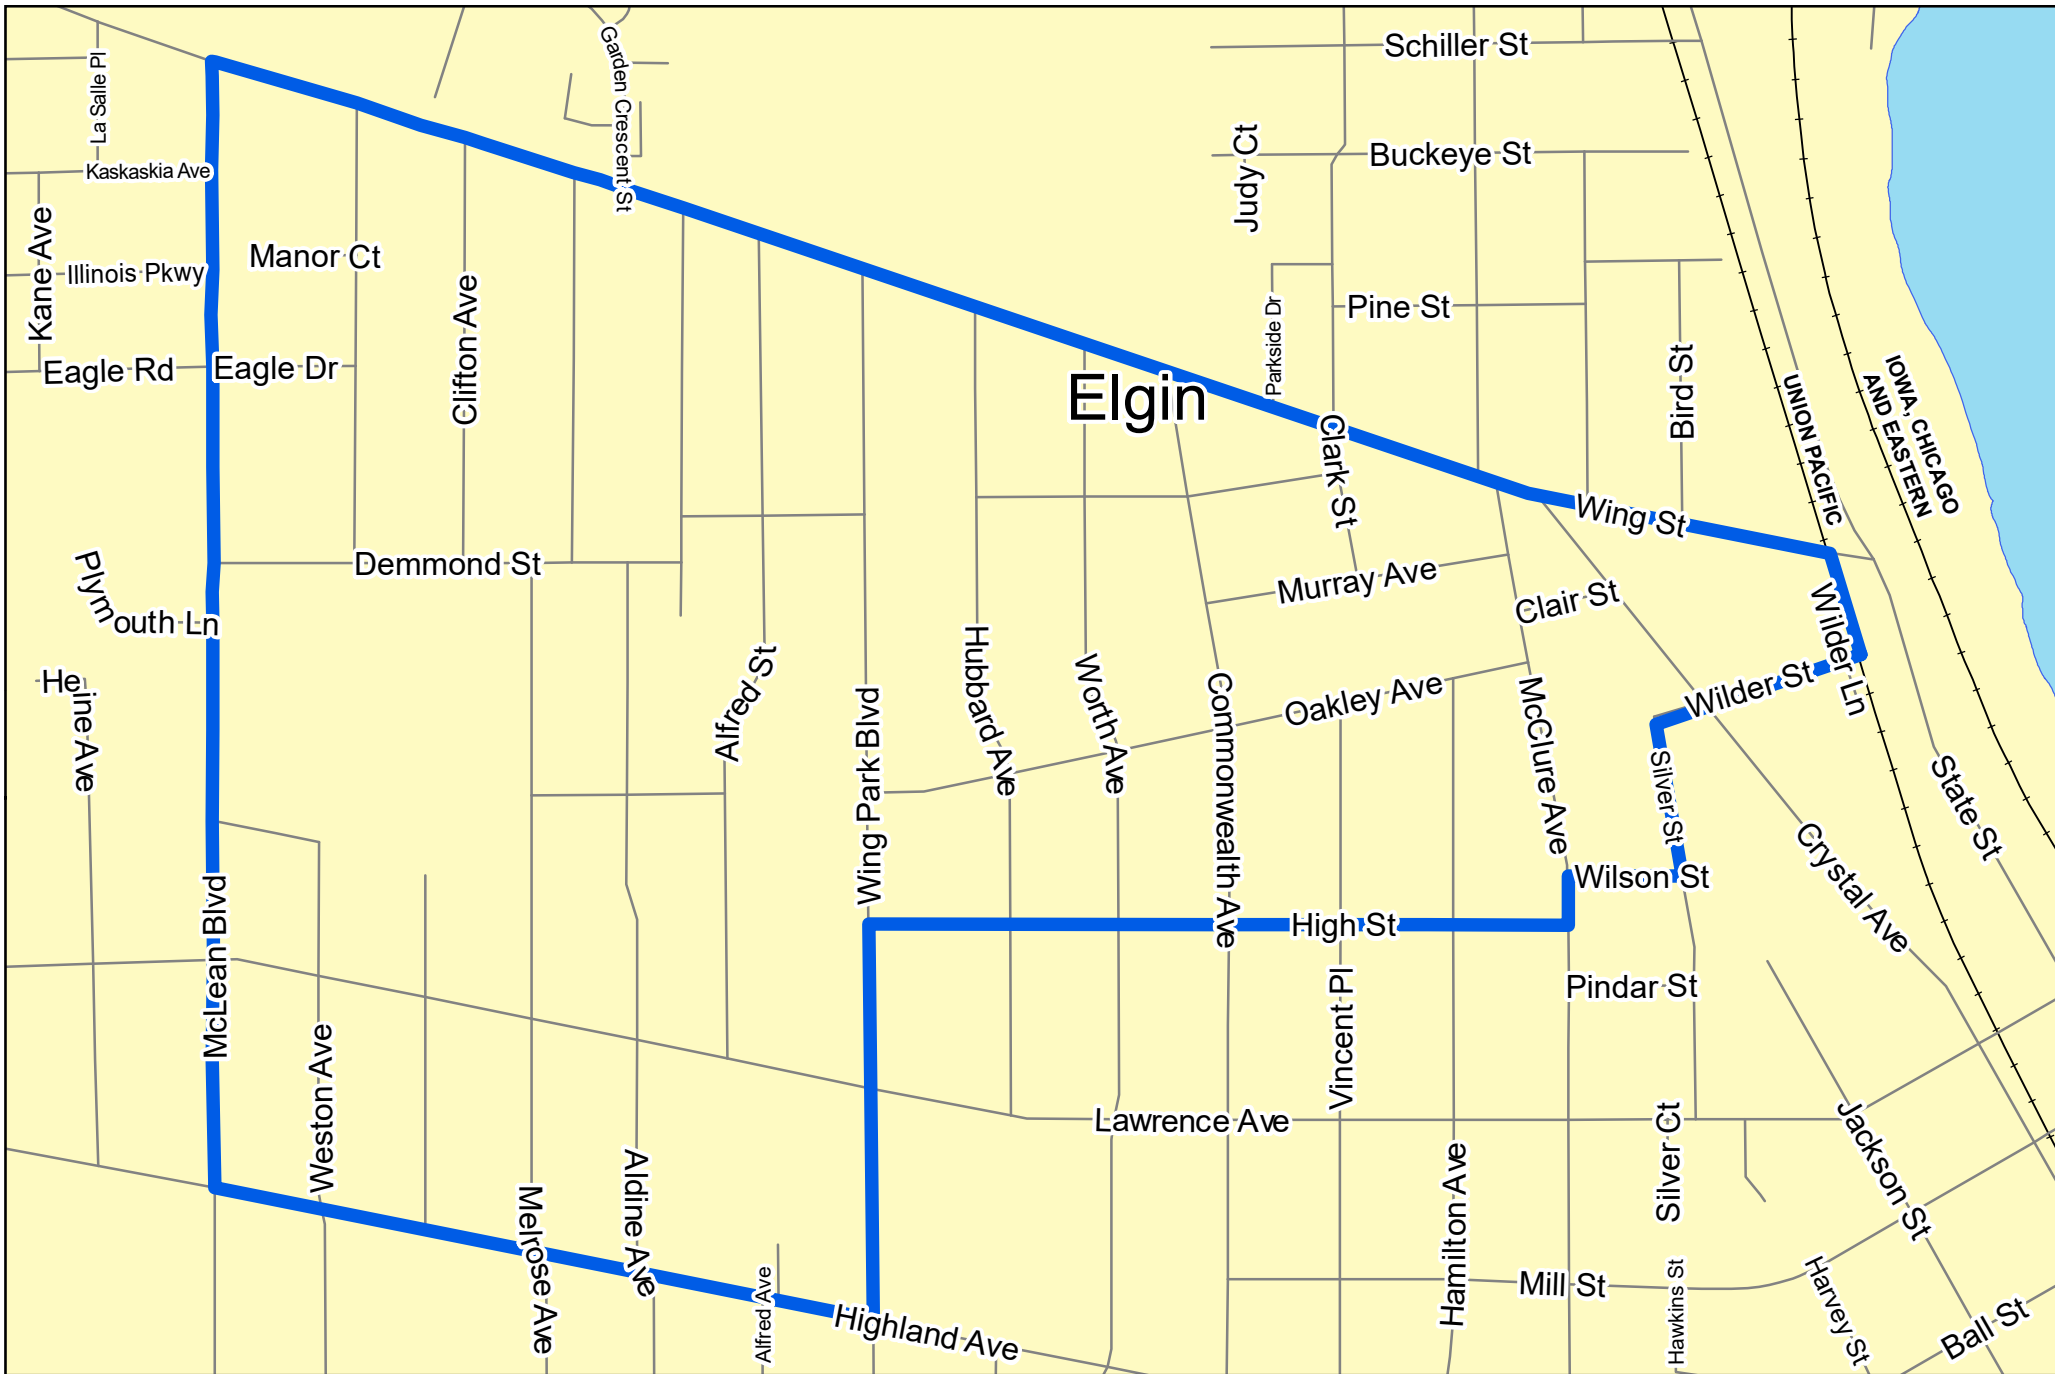 Schiller St
La Salle Pl
Garden Crescent St
Buckeye St
Judy Ct
Kaskaskia Ave
Kane Ave
Manor Ct
Illinois Pkwy
Pine St
Parkside Dr
Clifton Ave
Eagle Rd
Eagle Dr
Bird St
Elgin
UNION PACIFIC
IOWA, CHICAGO
AND EASTERN
Clark St
Wing St
Demmond St
Plymouth Ln
Murray Ave
Clair St
Wilder Ln
Heine Ave
Alfred St
Hubbard Ave
Worth Ave
Commonwealth Ave
Oakley Ave
McClure Ave
Wilder St
Wing Park Blvd
Silver St
State St
Crystal Ave
McLean Blvd
Wilson St
High St
Pindar St
Vincent Pl
Weston Ave
Lawrence Ave
Silver Ct
Jackson St
Aldine Ave
Melrose Ave
Hamilton Ave
Alfred Ave
Mill St
Hawkins St
Harvey St
Highland Ave
Ball St